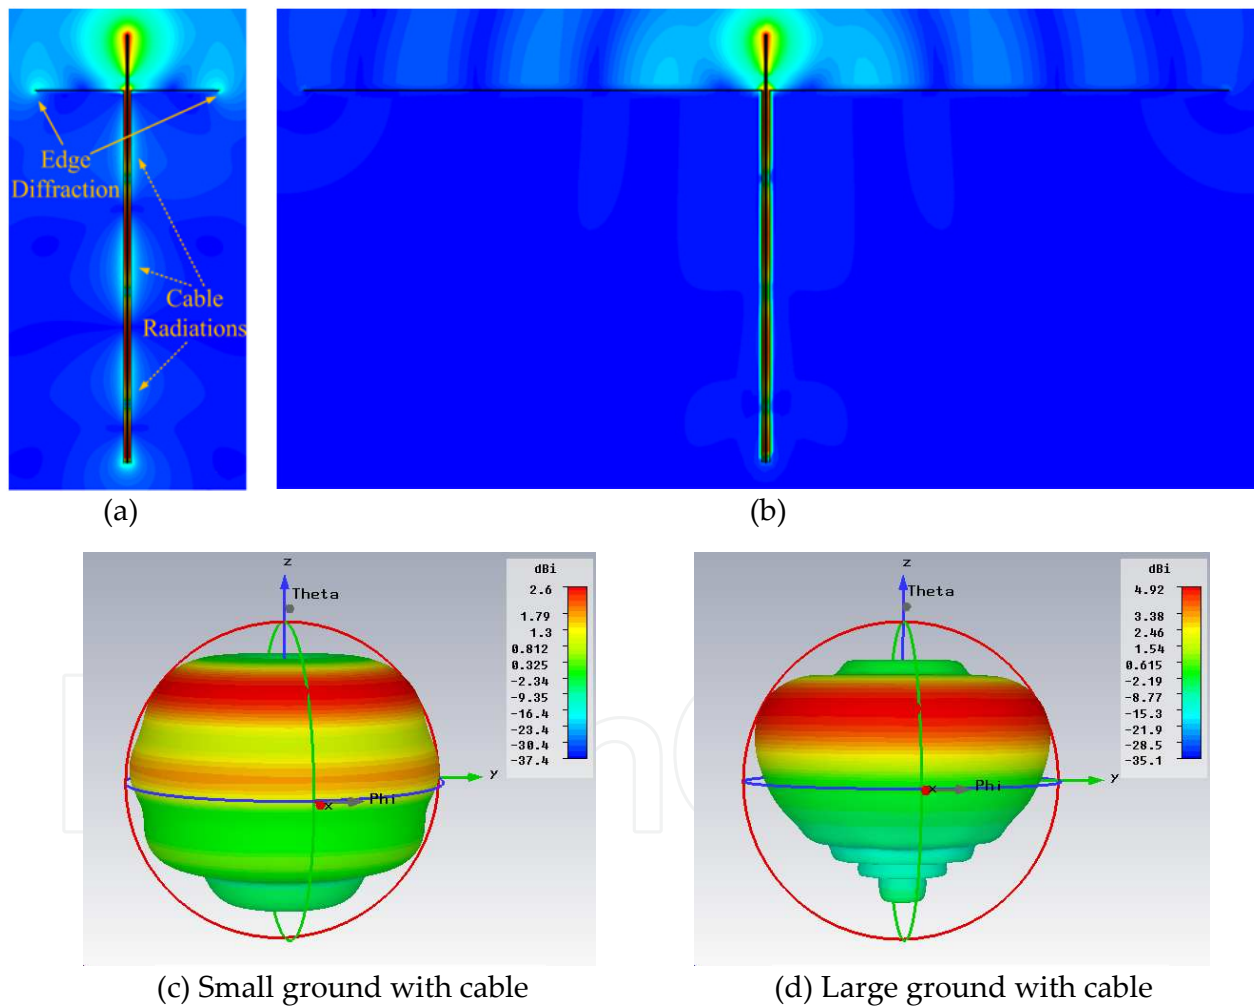 Edge
Diffraction
Cable
Radiations
(a)
(b)
z
Theta
y
Phi
x
dBi
2.6
1.79
1.3
0.812
0.325
-2.34
-9.35
-16.4
-23.4
-30.4
-37.4
z
Theta
y
Phi
x
dBi
4.92
3.38
2.46
1.54
0.615
-2.19
-8.77
-15.3
-21.9
-28.5
-35.1
(c) Small ground with cable
(d) Large ground with cable